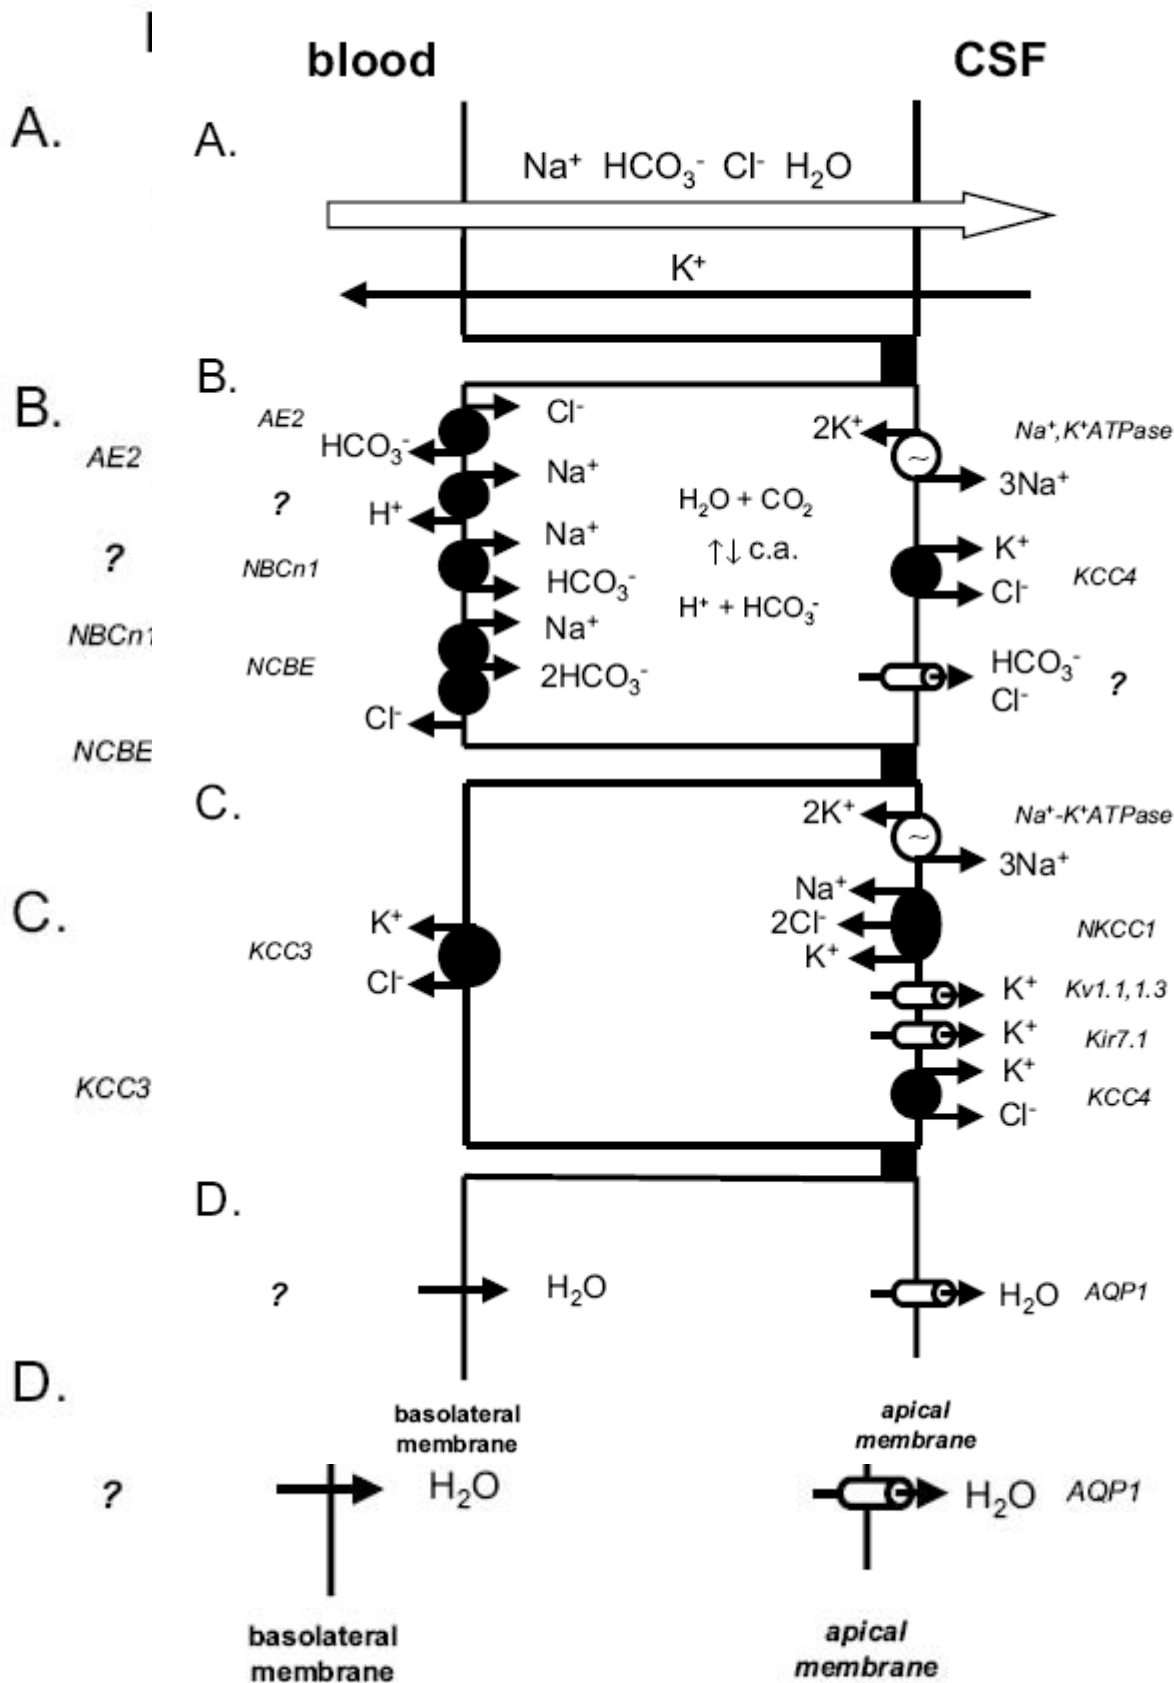 blood CSF
A. A.
Na⁺ HCO₃⁻ Cl⁻ H₂O
K⁺
B. B.
AE2 Cl⁻ 2K⁺ Na⁺,K⁺ATPase
HCO₃⁻
AE2
Na⁺ 3Na⁺
? H⁺ H₂O + CO₂
? Na⁺ ↑↓ c.a. K⁺
NBCn1 HCO₃⁻ Cl⁻ KCC4
H⁺ + HCO₃⁻
NBCn1 Na⁺
NCBE 2HCO₃⁻ HCO₃⁻
Cl⁻ ?
Cl⁻
NCBE
C. 2K⁺ Na⁺-K⁺ATPase
3Na⁺
Na⁺
C. K⁺ 2Cl⁻ NKCC1
KCC3 K⁺
Cl⁻ K⁺ Kv1.1,1.3
K⁺ Kir7.1
K⁺
KCC3 KCC4
Cl⁻
D.
? H₂O H₂O AQP1
D.
basolateral apical
membrane membrane
? H₂O H₂O AQP1
basolateral apical
membrane membrane